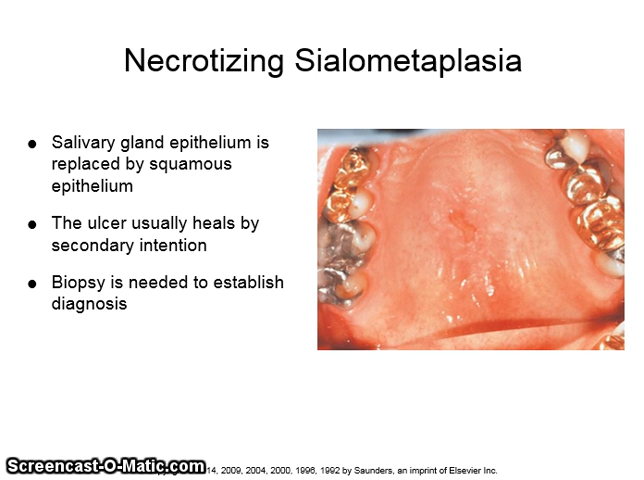 Necrotizing Sialometaplasia
● Salivary gland epithelium is
replaced by squamous
epithelium
● The ulcer usually heals by
secondary intention
● Biopsy is needed to establish
diagnosis
Screencast-O-Matic.com
14, 2009, 2004, 2000, 1996, 1992 by Saunders, an imprint of Elsevier Inc.